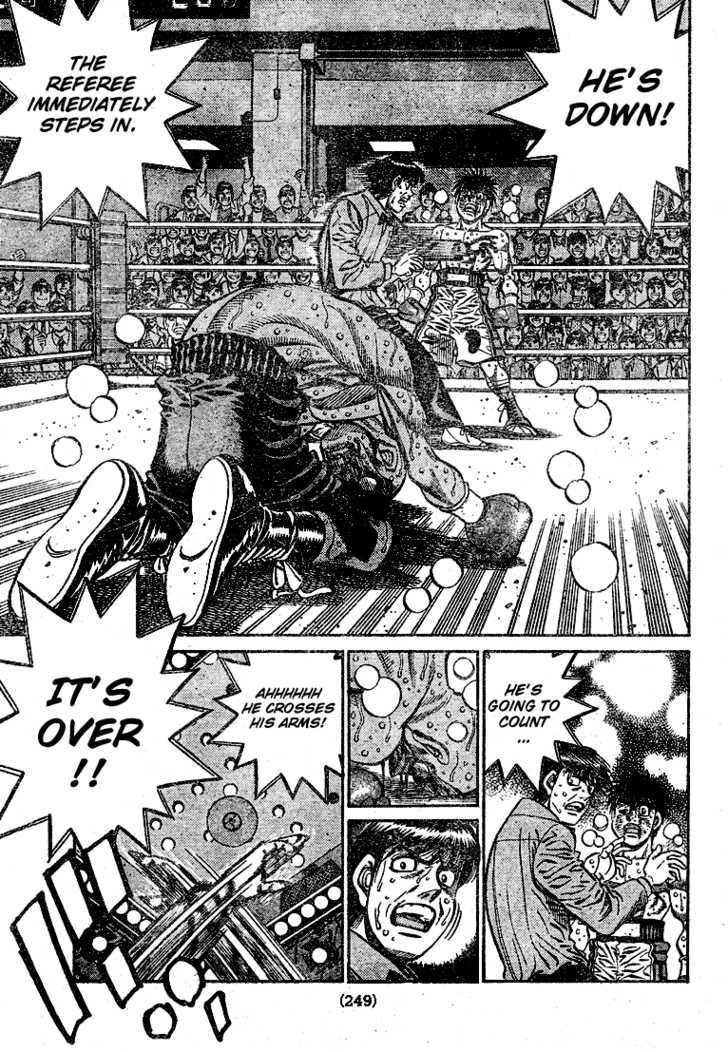 HE'S
DOWN!
THE
REFEREE
IMMEDIATELY
STEPS IN.
HE'S
GOING TO
COUNT
...
AHHHHHH
HE CROSSES
HIS ARMS!
IT'S
OVER
!!
(249)